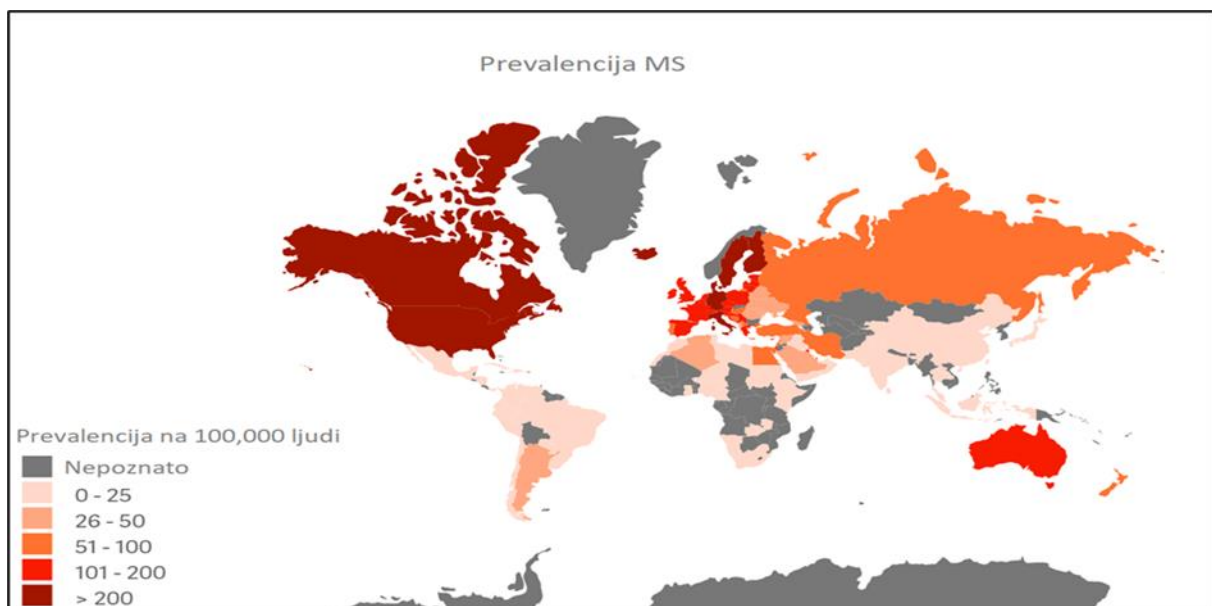 Prevalencija MS
Prevalencija na 100,000 ljudi
Nepoznato
0 - 25
26 - 50
51 - 100
101 - 200
> 200